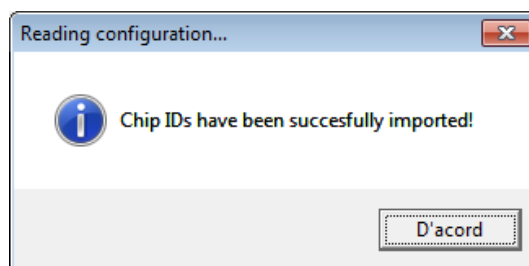 Reading configuration...
Chip IDs have been succesfully imported!
D'acord